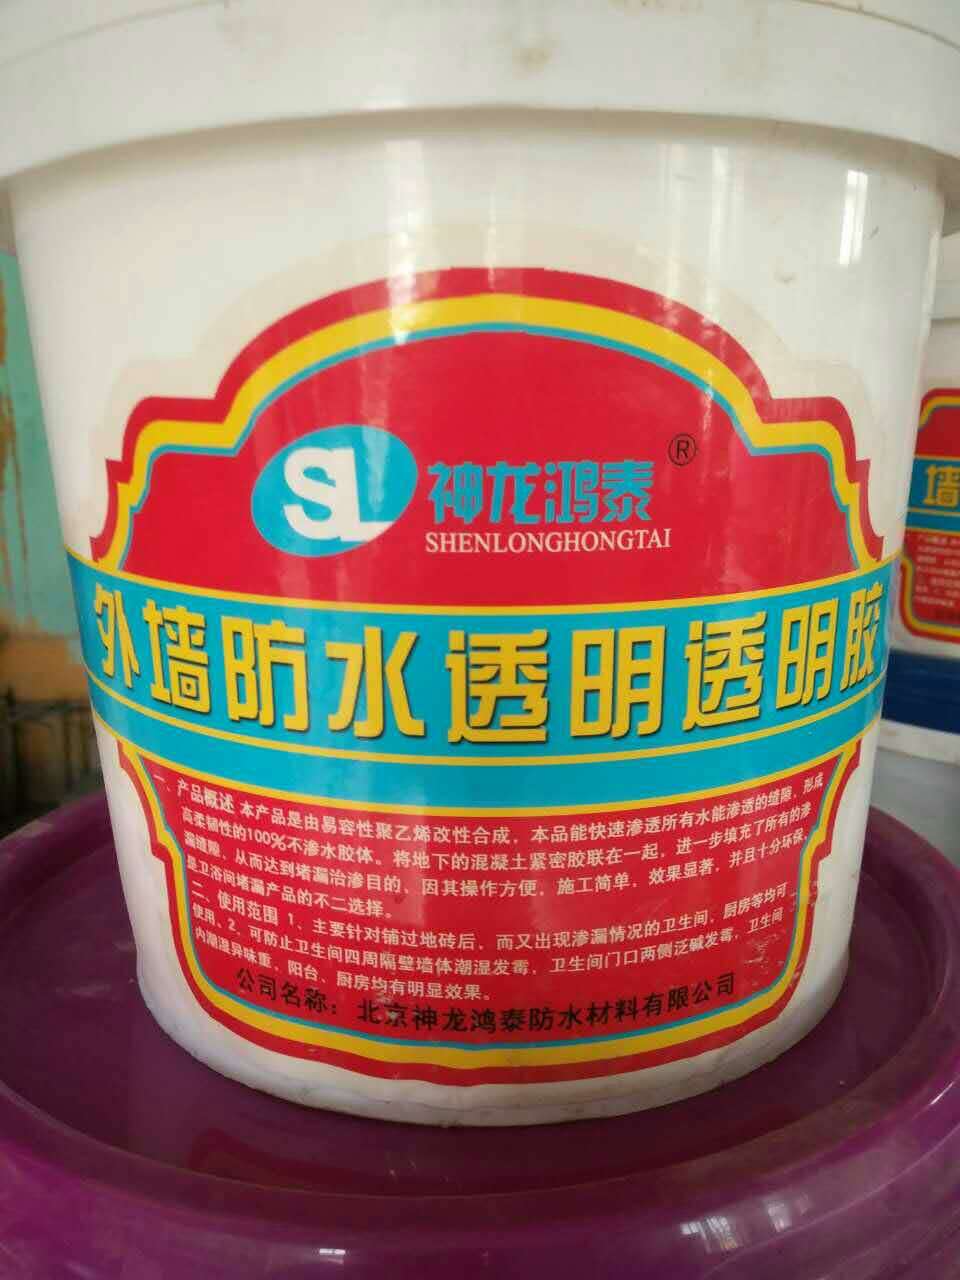 SL 神龙鸿泰 ®
SHENLONGHONGTAI
外墙防水透明透明胶
一、产品概述 本产品是由易容性聚乙烯改性合成，本品能快速渗透所有水能渗透的缝隙、形成
高柔韧性的100%不渗水胶体。将地下的混凝土紧密胶联在一起，进一步填充了所有的渗
漏缝隙、从而达到堵漏治渗目的、因其操作方便，施工简单，效果显著，并且十分环保、
是卫浴间堵漏产品的不二选择。
二、使用范围 1、主要针对铺过地砖后、而又出现渗漏情况的卫生间、厨房等均可
使用、2、可防止卫生间四周隔壁墙体潮湿发霉，卫生间门口两侧泛碱发霉，卫生间
内潮湿异味重，阳台、厨房均有明显效果。
公司名称：北京神龙鸿泰防水材料有限公司
墙